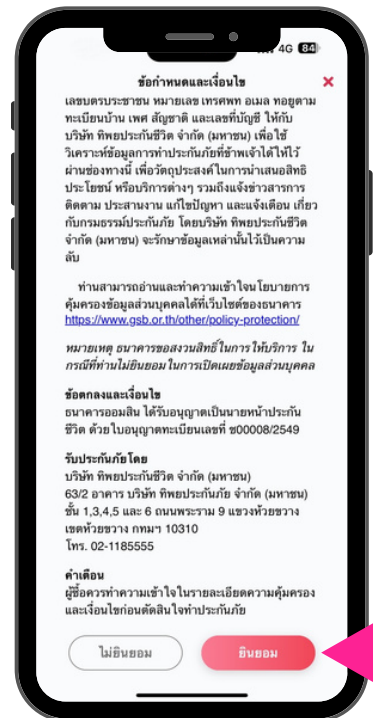 4G 84
ข้อกำหนดและเงื่อนไข
เลขบัตรประชาชน หมายเลขโทรศัพท์ อีเมล ที่อยู่ตาม
ทะเบียนบ้าน เพศ สัญชาติ และเลขที่บัญชี ให้กับ
บริษัท ทิพยประกันชีวิต จำกัด (มหาชน) เพื่อใช้
วิเคราะห์ข้อมูลการทำประกันภัยที่ข้าพเจ้าได้ให้ไว้
ผ่านช่องทางนี้ เพื่อวัตถุประสงค์ในการนำเสนอสิทธิ
ประโยชน์ หรือบริการต่างๆ รวมถึงแจ้งข่าวสารการ
ติดตาม ประสานงาน แก้ไขปัญหา และแจ้งเตือน เกี่ยว
กับกรมธรรม์ประกันภัย โดยบริษัท ทิพยประกันชีวิต
จำกัด (มหาชน) จะรักษาข้อมูลเหล่านั้นไว้เป็นความ
ลับ
ท่านสามารถอ่านและทำความเข้าใจนโยบายการ
คุ้มครองข้อมูลส่วนบุคคลได้ที่เว็บไซต์ของธนาคาร
https://www.gsb.or.th/other/policy-protection/
หมายเหตุ ธนาคารขอสงวนสิทธิ์ในการให้บริการ ใน
กรณีที่ท่านไม่ยินยอมในการเปิดเผยข้อมูลส่วนบุคคล
ข้อตกลงและเงื่อนไข
ธนาคารออมสิน ได้รับอนุญาตเป็นนายหน้าประกัน
ชีวิต ด้วยใบอนุญาตทะเบียนเลขที่ ช00008/2549
รับประกันภัยโดย
บริษัท ทิพยประกันชีวิต จำกัด (มหาชน)
63/2 อาคาร บริษัท ทิพยประกันภัย จำกัด (มหาชน)
ชั้น 1,3,4,5 และ 6 ถนนพระราม 9 แขวงห้วยขวาง
เขตห้วยขวาง กทมฯ 10310
โทร. 02-1185555
คำเตือน
ผู้ซื้อควรทำความเข้าใจในรายละเอียดความคุ้มครอง
และเงื่อนไขก่อนตัดสินใจทำประกันภัย
ไม่ยินยอม ยินยอม